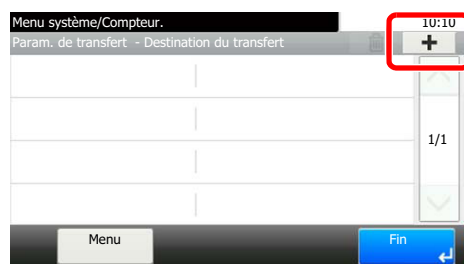 Menu système/Compteur. 10:10
Param. de transfert - Destination du transfert
1/1
Menu Fin